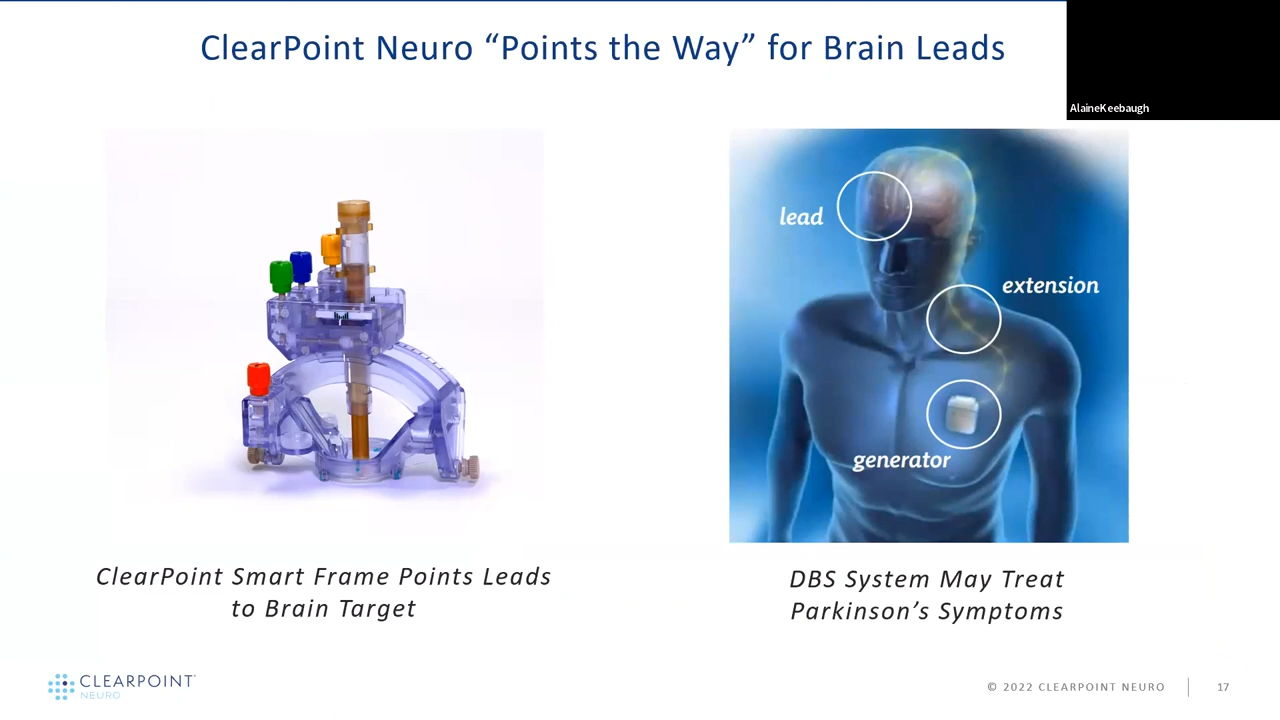 ClearPoint Neuro “Points the Way” for Brain Leads
AlaineKeebaugh
lead
extension
generator
ClearPoint Smart Frame Points Leads
to Brain Target
DBS System May Treat
Parkinson’s Symptoms
CLEARPOINT
NEURO
© 2022 CLEARPOINT NEURO
17